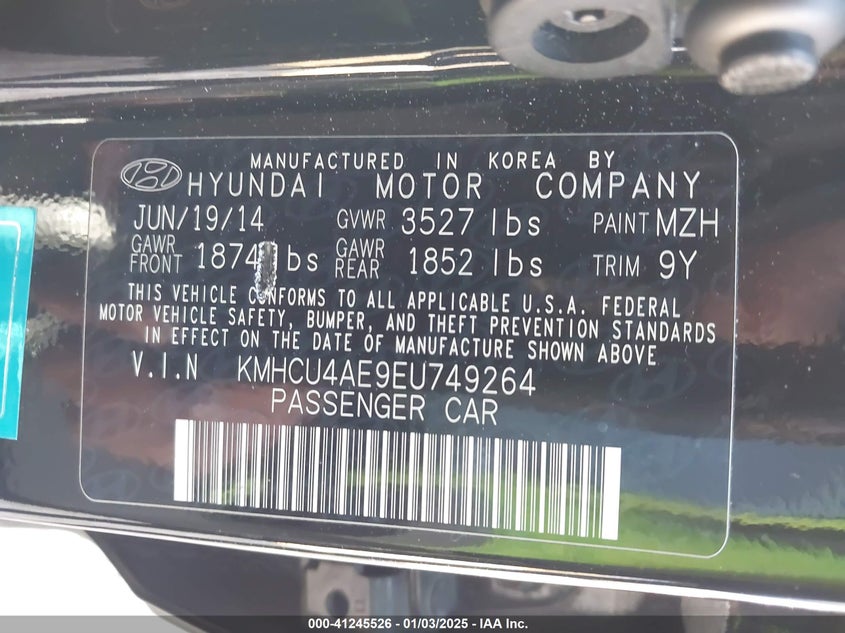 MANUFACTURED IN KOREA BY
HYUNDAI MOTOR COMPANY
JUN/19/14 GVWR 3527 lbs PAINT MZH
GAWR FRONT 1874 lbs GAWR REAR 1852 lbs TRIM 9Y
THIS VEHICLE CONFORMS TO ALL APPLICABLE U.S.A. FEDERAL
MOTOR VEHICLE SAFETY, BUMPER, AND THEFT PREVENTION STANDARDS
IN EFFECT ON THE DATE OF MANUFACTURE SHOWN ABOVE
V.I.N KMHCU4AE9EU749264
PASSENGER CAR
000-41245526 - 01/03/2025 - IAA Inc.